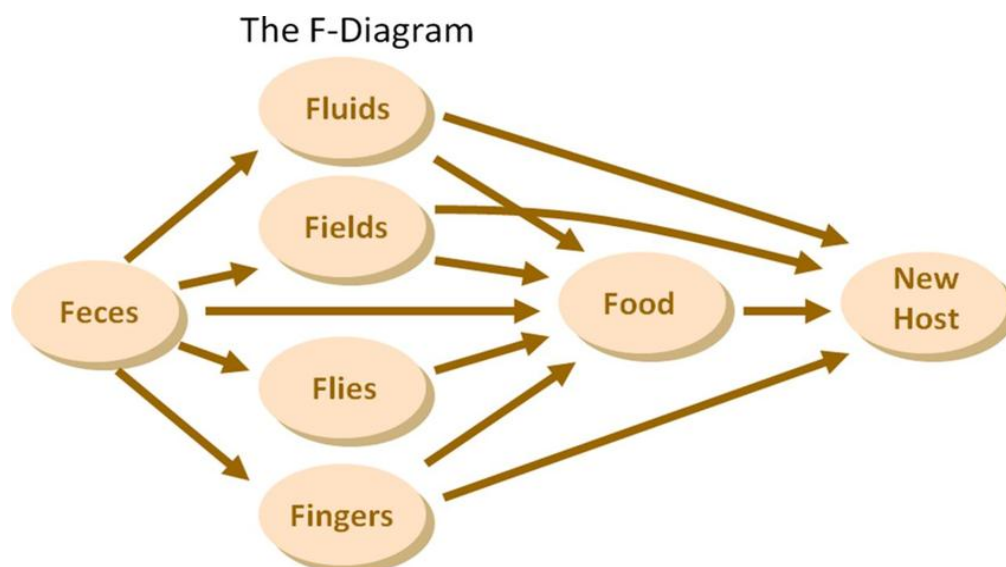 The F-Diagram
Fluids
Fields
Feces
Food
New
Host
Flies
Fingers